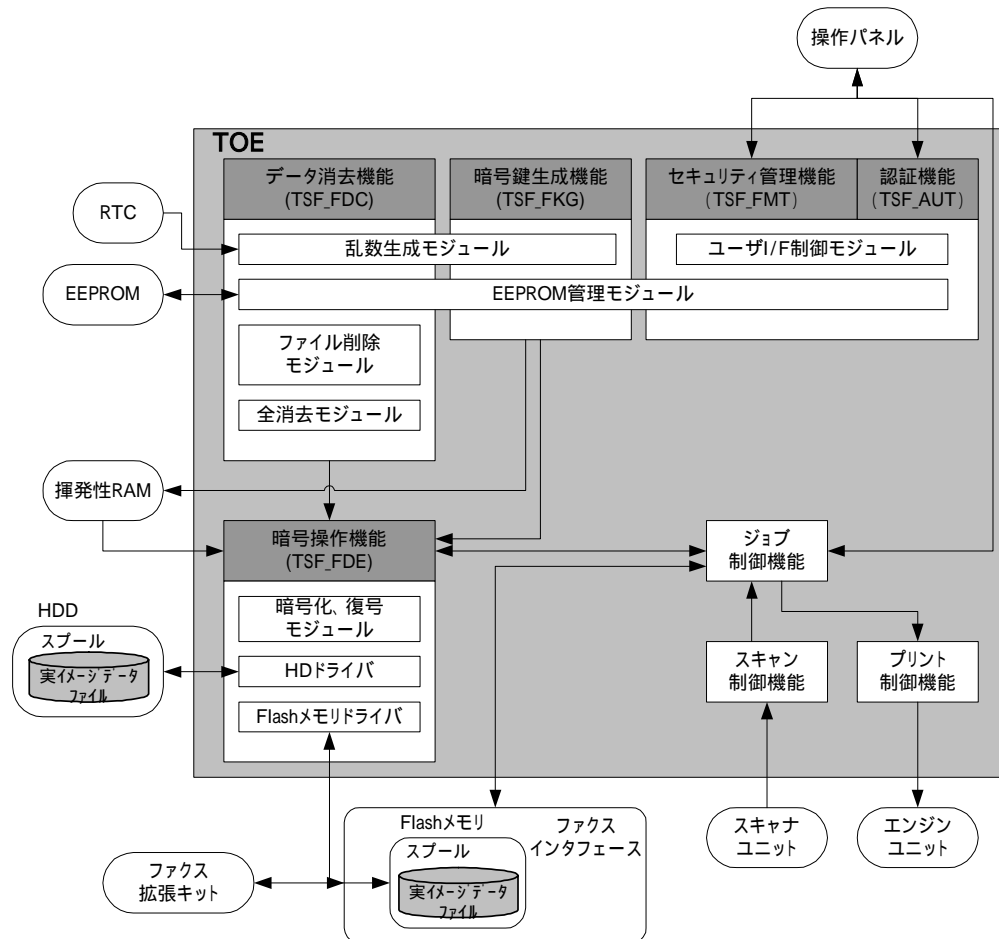 操作パネル
TOE
データ消去機能
(TSF_FDC)
暗号鍵生成機能
(TSF_FKG)
セキュリティ管理機能
(TSF_FMT)
認証機能
(TSF_AUT)
RTC
乱数生成モジュール
ユーザI/F制御モジュール
EEPROM
EEPROM管理モジュール
ファイル削除
モジュール
全消去モジュール
揮発性RAM
暗号操作機能
(TSF_FDE)
ジョブ
制御機能
暗号化、復号
モジュール
HDD
スプール
実イメージデータ
ファイル
HDドライバ
スキャン
制御機能
プリント
制御機能
Flashメモリドライバ
Flashメモリ
ファクス
インタフェース
スプール
実イメージデータ
ファイル
スキャナ
ユニット
エンジン
ユニット
ファクス
拡張キット